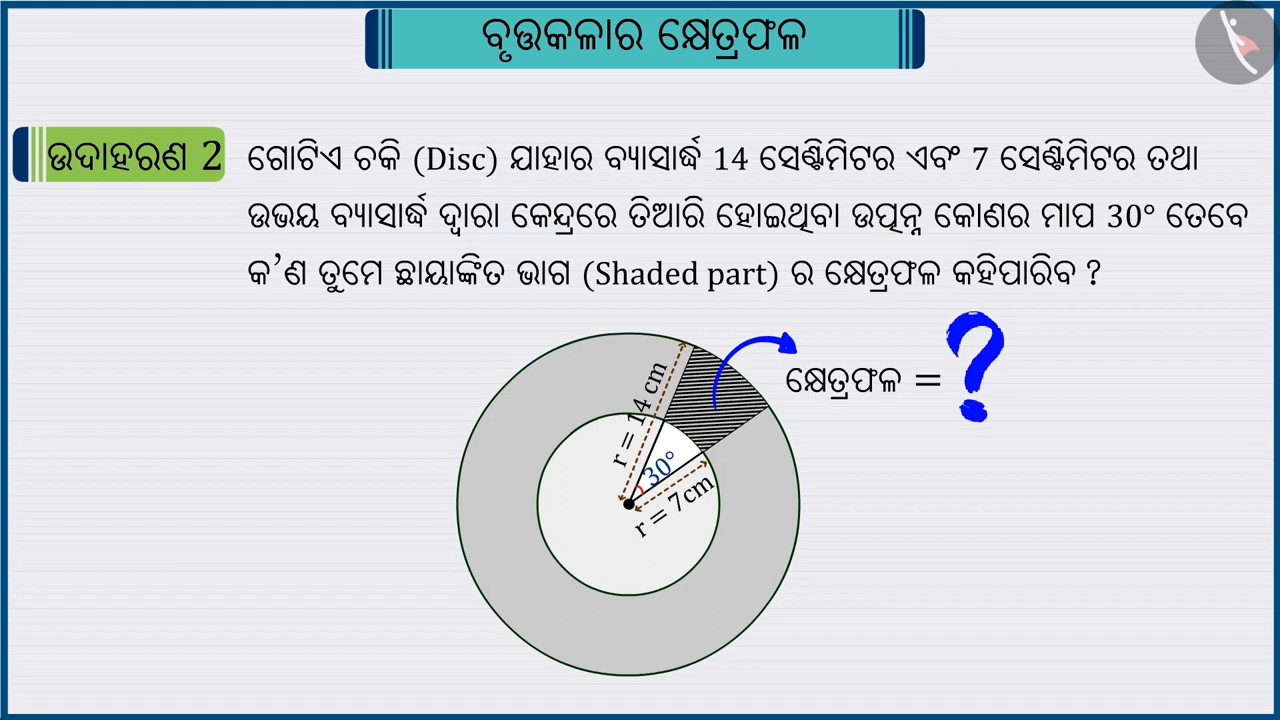 ବୃତ୍ତକଳାର କ୍ଷେତ୍ରଫଳ
ଉଦାହରଣ 2
ଗୋଟିଏ ଚକି (Disc) ଯାହାର ବ୍ୟାସାର୍ଦ୍ଧ 14 ସେଣ୍ଟିମିଟର ଏବଂ 7 ସେଣ୍ଟିମିଟର ତଥା
ଉଭୟ ବ୍ୟାସାର୍ଦ୍ଧ ଦ୍ୱାରା କେନ୍ଦ୍ରରେ ତିଆରି ହୋଇଥିବା ଉତ୍ପନ୍ନ କୋଣର ମାପ 30° ତେବେ
କ’ଣ ତୁମେ ଛାୟାଙ୍କିତ ଭାଗ (Shaded part) ର କ୍ଷେତ୍ରଫଳ କହିପାରିବ ?
କ୍ଷେତ୍ରଫଳ = ?
r = 14 cm
30°
r = 7cm